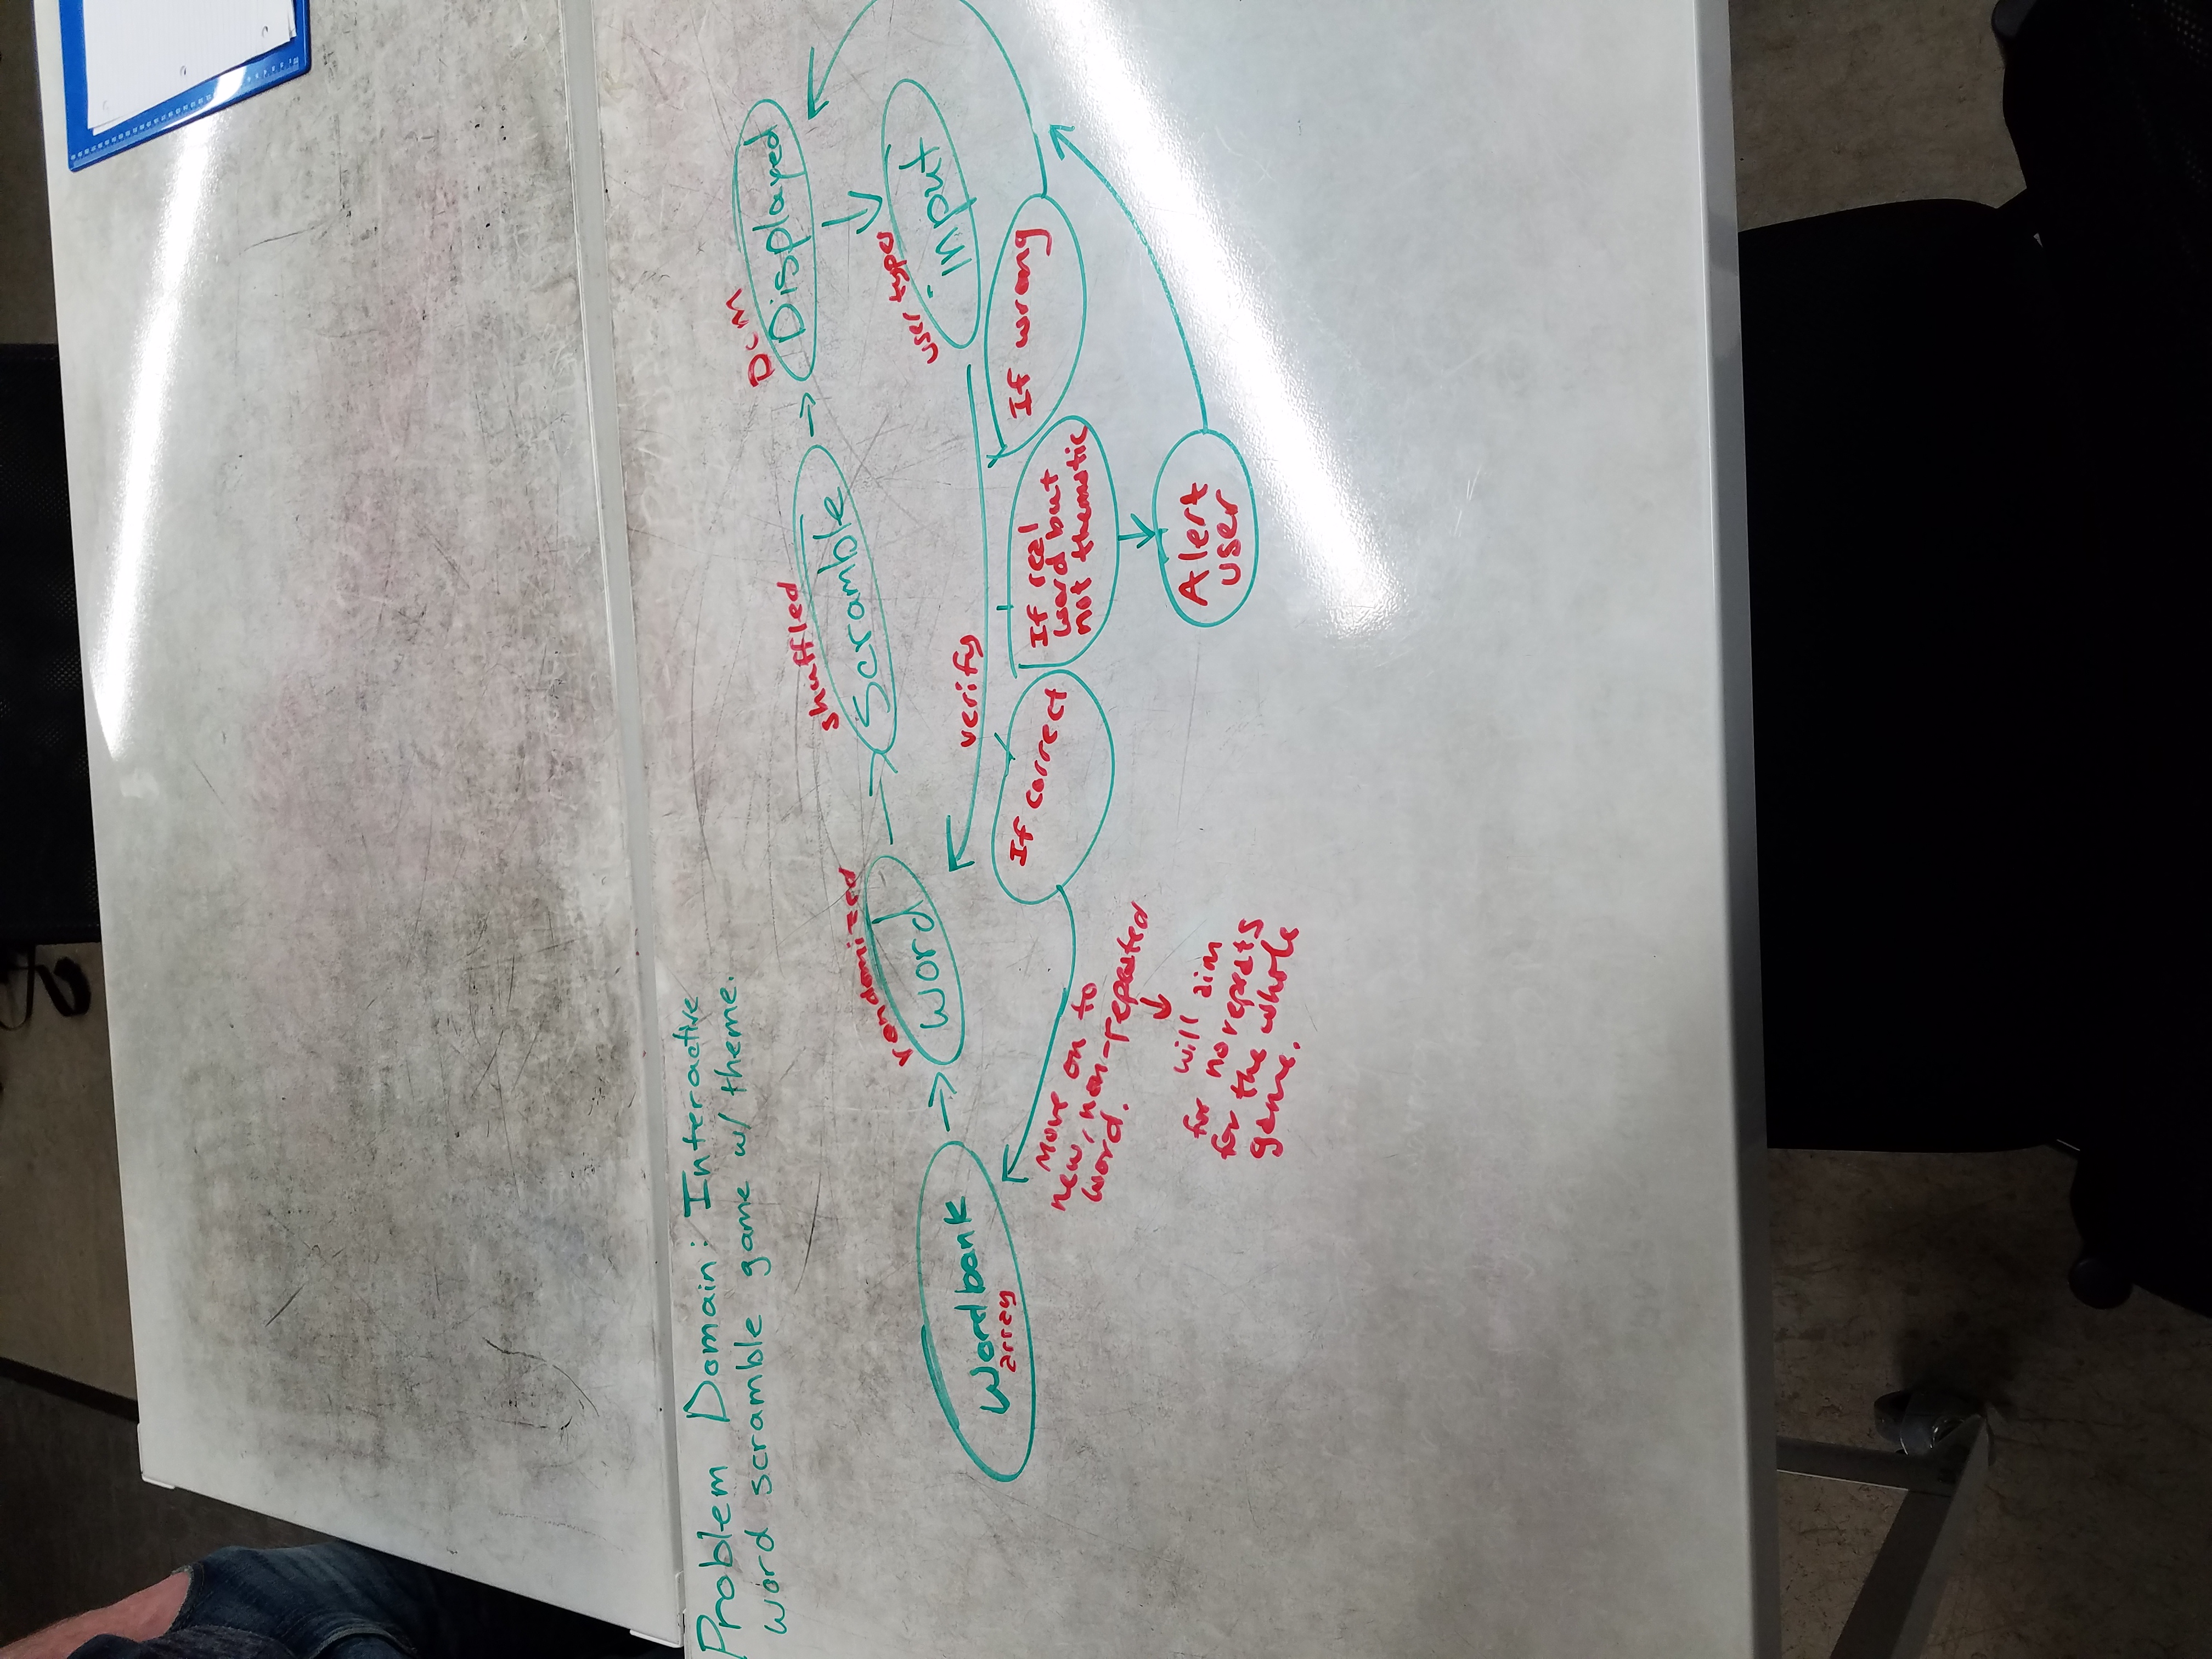 Problem Domain: Interactive
word scramble game w/ theme.
DOM
Displayed
shuffled
Scramble
randomized
word
user types
input
Wordbank
array
verify
If correct
If real
word but
not thematic
If wrong
Move on to
new, non-repeated
word.
will aim
for no repeats
for the whole
game.
Alert
user